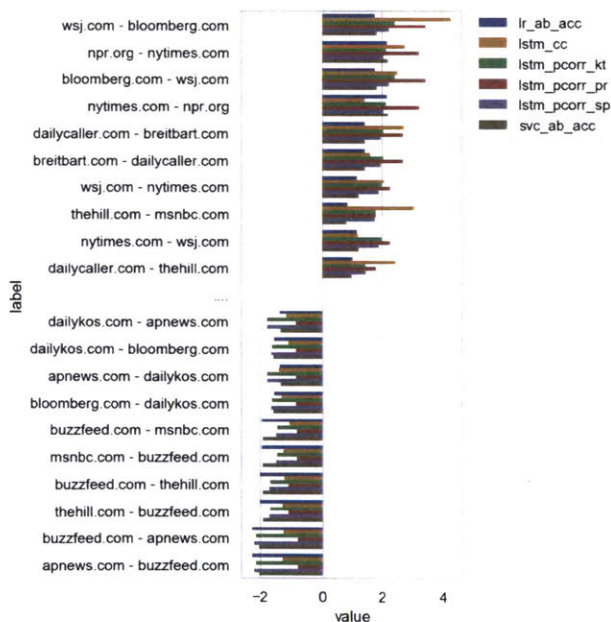 wsj.com - bloomberg.com
npr.org - nytimes.com
bloomberg.com - wsj.com
nytimes.com - npr.org
dailycaller.com - breitbart.com
breitbart.com - dailycaller.com
wsj.com - nytimes.com
thehill.com - msnbc.com
nytimes.com - wsj.com
dailycaller.com - thehill.com
....
dailykos.com - apnews.com
dailykos.com - bloomberg.com
apnews.com - dailykos.com
bloomberg.com - dailykos.com
buzzfeed.com - msnbc.com
msnbc.com - buzzfeed.com
buzzfeed.com - thehill.com
thehill.com - buzzfeed.com
buzzfeed.com - apnews.com
apnews.com - buzzfeed.com
label
−2 0 2 4
value
lr_ab_acc
lstm_cc
lstm_pcorr_kt
lstm_pcorr_pr
lstm_pcorr_sp
svc_ab_acc